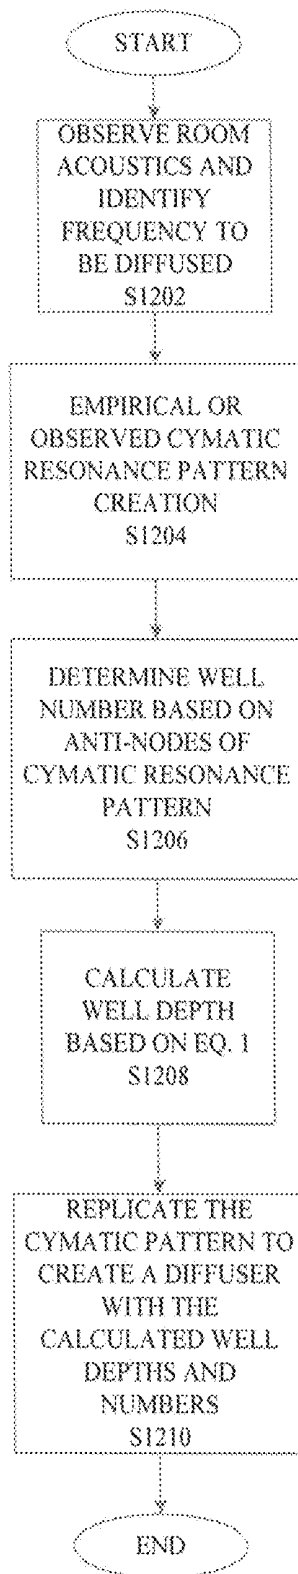 START
OBSERVE ROOM
ACOUSTICS AND
IDENTIFY
FREQUENCY TO
BE DIFFUSED
S1202
EMPIRICAL OR
OBSERVED CYMATIC
RESONANCE PATTERN
CREATION
S1204
DETERMINE WELL
NUMBER BASED ON
ANTI-NODES OF
CYMATIC RESONANCE
PATTERN
S1206
CALCULATE
WELL DEPTH
BASED ON EQ. 1
S1208
REPLICATE THE
CYMATIC PATTERN TO
CREATE A DIFFUSER
WITH THE
CALCULATED WELL
DEPTHS AND
NUMBERS
S1210
END